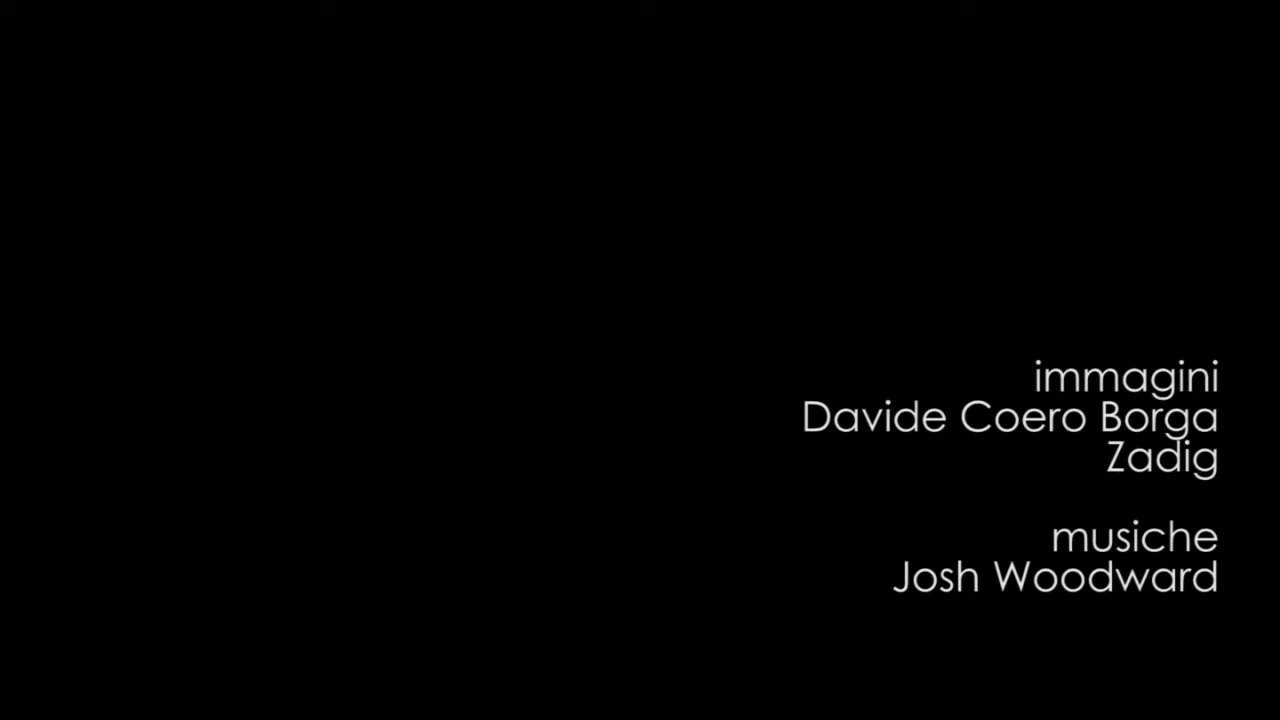 immagini
Davide Coero Borga
Zadig
musiche
Josh Woodward